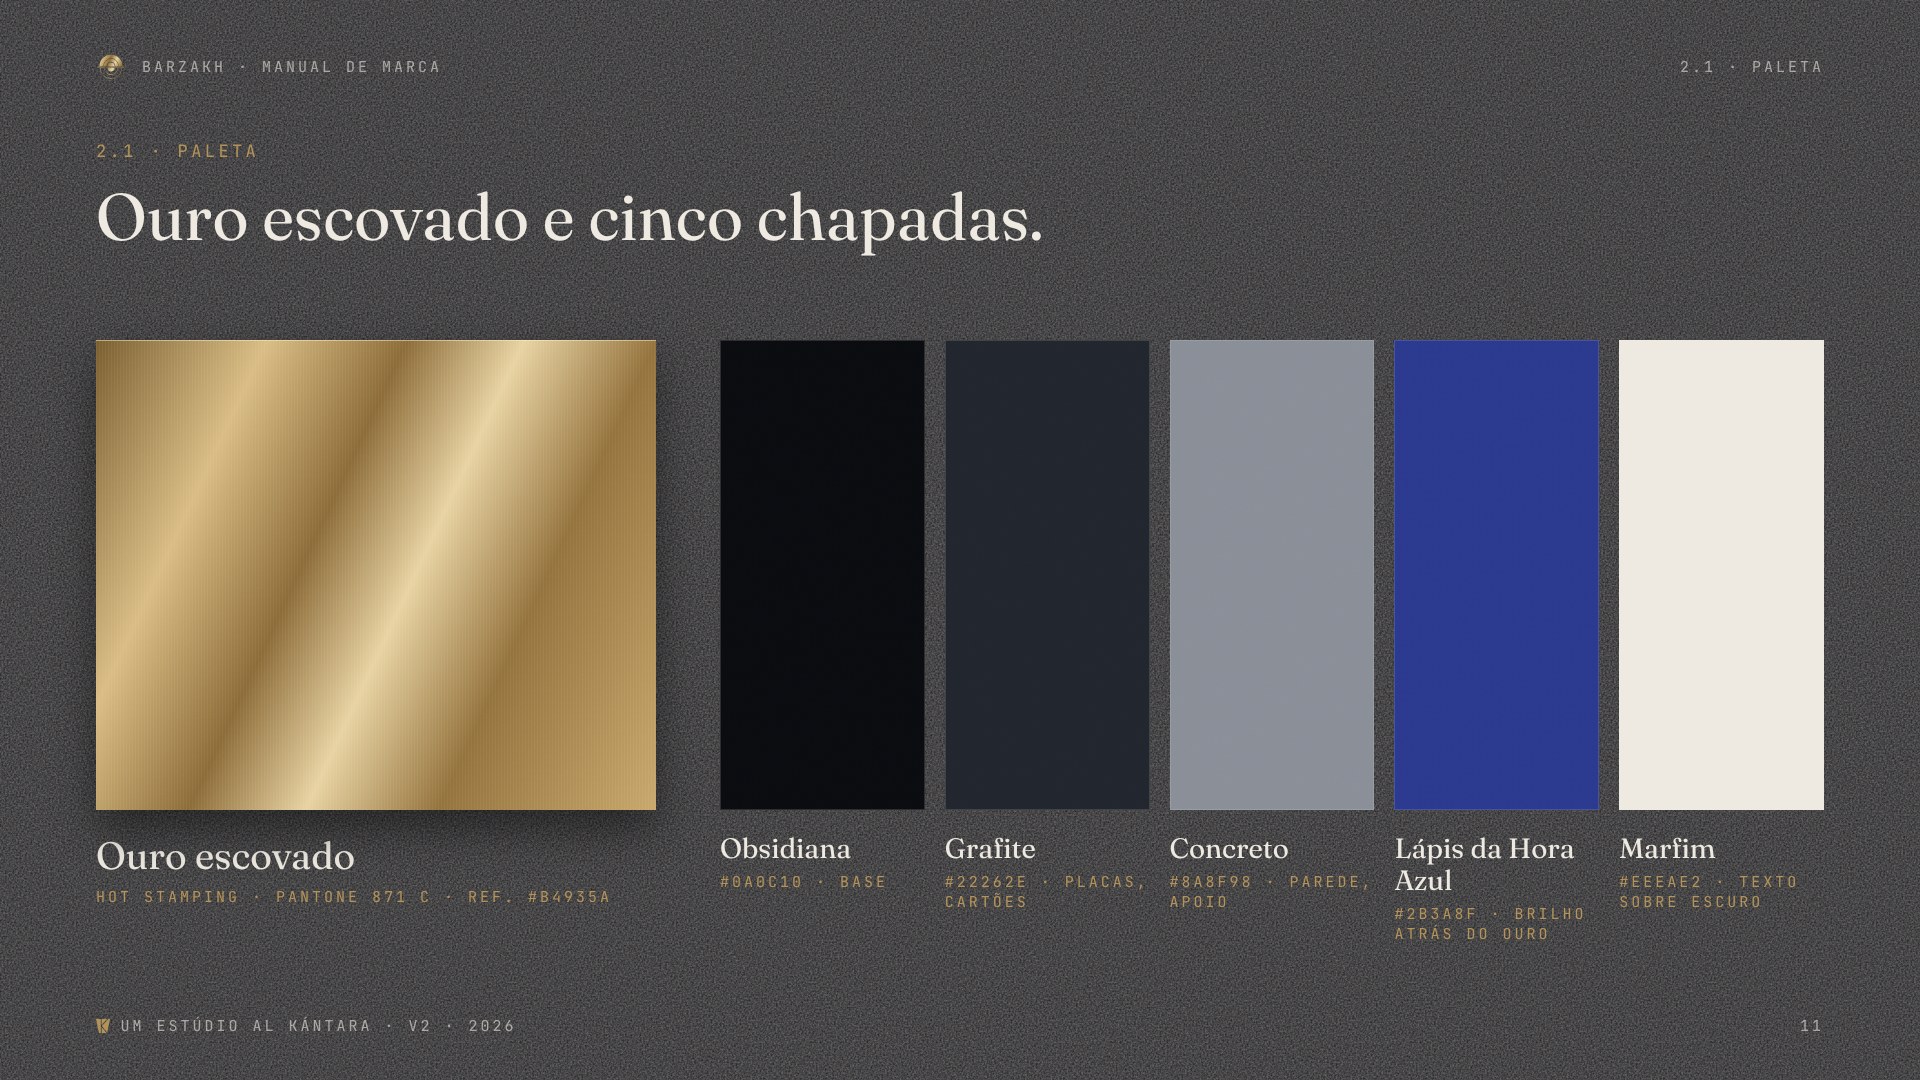 BARZAKH · MANUAL DE MARCA
2.1 · PALETA
2.1 · PALETA
Ouro escovado e cinco chapadas.
Ouro escovado
HOT STAMPING · PANTONE 871 C · REF. #B4935A
Obsidiana
#0A0C10 · BASE
Grafite
#22262E · PLACAS,
CARTÕES
Concreto
#8A8F98 · PAREDE,
APOIO
Lápis da Hora
Azul
#2B3A8F · BRILHO
ATRÁS DO OURO
Marfim
#EEEAE2 · TEXTO
SOBRE ESCURO
UM ESTÚDIO AL KÁNTARA · V2 · 2026
11